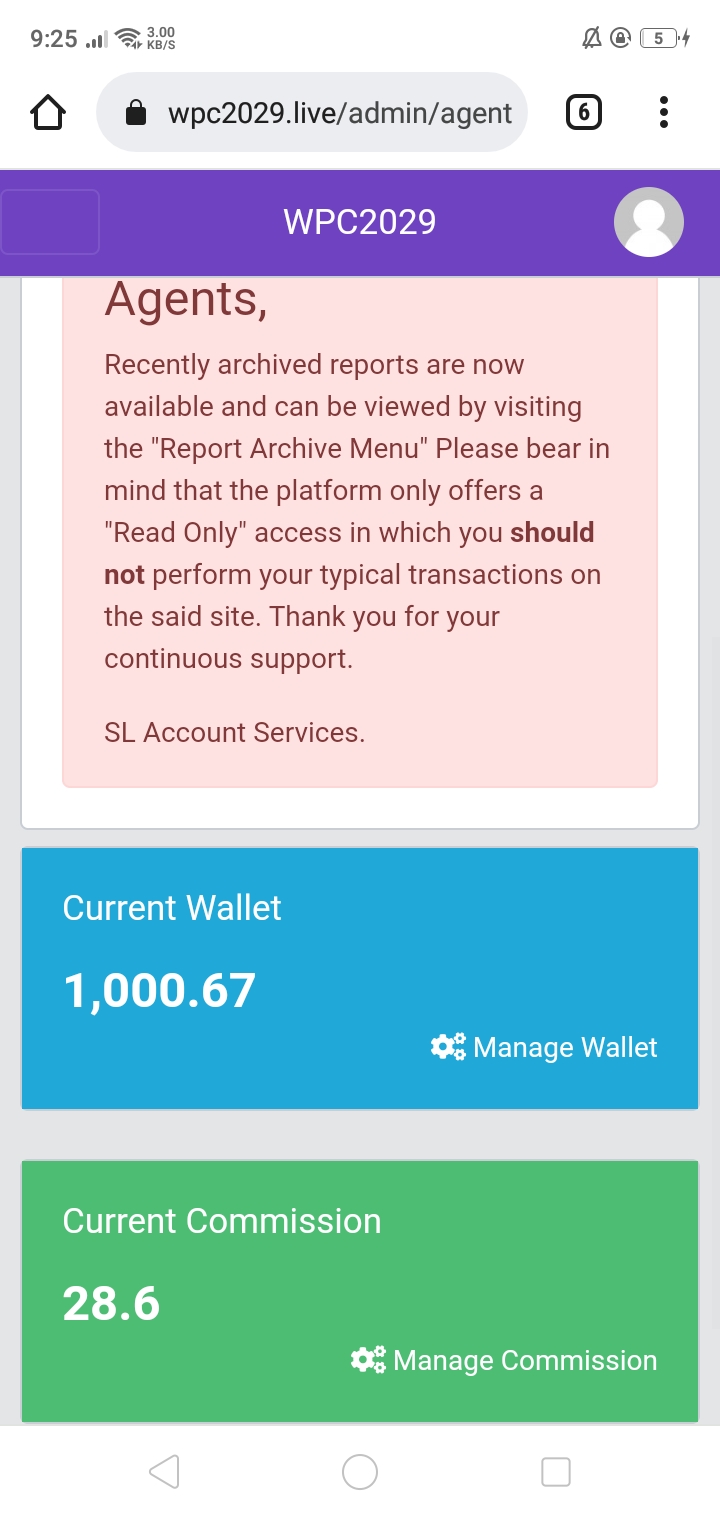 9:25 3.00 KB/S 5
wpc2029.live/admin/agent 6
WPC2029
Agents,
Recently archived reports are now
available and can be viewed by visiting
the "Report Archive Menu" Please bear in
mind that the platform only offers a
"Read Only" access in which you should
not perform your typical transactions on
the said site. Thank you for your
continuous support.
SL Account Services.
Current Wallet
1,000.67
Manage Wallet
Current Commission
28.6
Manage Commission